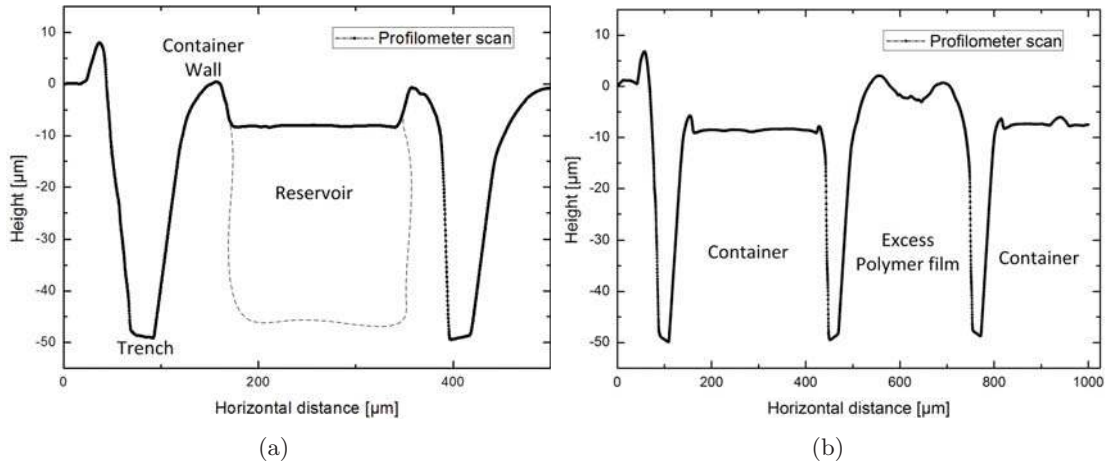 10
0
-10
-20
-30
-40
-50
Height [µm]
Container
Wall
Profilometer scan
Reservoir
Trench
0
200
400
Horizontal distance [µm]
(a)
10
0
-10
-20
-30
-40
-50
Height [µm]
Profilometer scan
Container
Excess
Polymer film
Container
0
200
400
600
800
1000
Horizontal distance [µm]
(b)